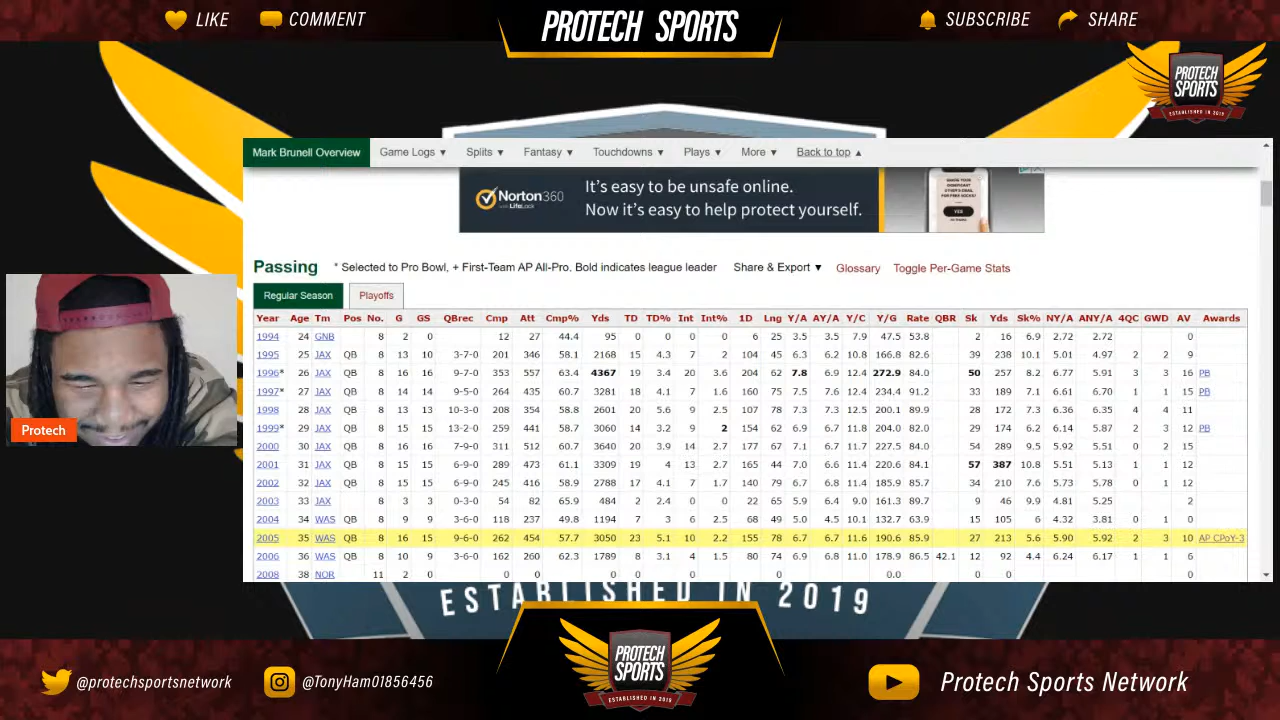 LIKE COMMENT PROTECH SPORTS SUBSCRIBE SHARE
PROTECH
SPORTS
ESTABLISHED IN 2019
Mark Brunell Overview Game Logs ▼ Splits ▼ Fantasy ▼ Touchdowns ▼ Plays ▼ More ▼ Back to top ▲
Norton360
with LifeLock
It's easy to be unsafe online.
Now it's easy to help protect yourself.
YES
Passing * Selected to Pro Bowl, + First-Team AP All-Pro. Bold indicates league leader Share & Export ▼ Glossary Toggle Per-Game Stats
Regular Season Playoffs
Year Age Tm Pos No. G GS QBrec Cmp Att Cmp% Yds TD TD% Int Int% 1D Lng Y/A AY/A Y/C Y/G Rate QBR Sk Yds Sk% NY/A ANY/A 4QC GWD AV Awards
1994 24 GNB 8 2 0 12 27 44.4 95 0 0 0 0 6 25 3.5 3.5 7.9 47.5 53.8 2 16 6.9 2.72 2.72 0
1995 25 JAX QB 8 13 10 3-7-0 201 346 58.1 2168 15 4.3 7 2 104 45 6.3 6.2 10.8 166.8 82.6 39 238 10.1 5.01 4.97 2 2 9
1996* 26 JAX QB 8 16 16 9-7-0 353 557 63.4 4367 19 3.4 20 3.6 204 62 7.8 6.9 12.4 272.9 84.0 50 257 8.2 6.77 5.91 3 3 16 PB
1997* 27 JAX QB 8 14 14 9-5-0 264 435 60.7 3281 18 4.1 7 1.6 160 75 7.5 7.6 12.4 234.4 91.2 33 189 7.1 6.61 6.70 1 1 15 PB
1998 28 JAX QB 8 13 13 10-3-0 208 354 58.8 2601 20 5.6 9 2.5 107 78 7.3 7.3 12.5 200.1 89.9 28 172 7.3 6.36 6.35 4 4 11
1999* 29 JAX QB 8 15 15 13-2-0 259 441 58.7 3060 14 3.2 9 2 154 62 6.9 6.7 11.8 204.0 82.0 29 174 6.2 6.14 5.87 2 3 12 PB
2000 30 JAX QB 8 16 16 7-9-0 311 512 60.7 3640 20 3.9 14 2.7 177 67 7.1 6.7 11.7 227.5 84.0 54 289 9.5 5.92 5.51 0 2 15
2001 31 JAX QB 8 15 15 6-9-0 289 473 61.1 3309 19 4 13 2.7 165 44 7.0 6.6 11.4 220.6 84.1 57 387 10.8 5.51 5.13 1 1 12
2002 32 JAX QB 8 15 15 6-9-0 245 416 58.9 2788 17 4.1 7 1.7 140 79 6.7 6.8 11.4 185.9 85.7 34 210 7.6 5.73 5.78 0 1 12
2003 33 JAX 8 3 3 0-3-0 54 82 65.9 484 2 2.4 0 0 22 65 5.9 6.4 9.0 161.3 89.7 9 46 9.9 4.81 5.25 2
2004 34 WAS QB 8 9 9 3-6-0 118 237 49.8 1194 7 3 6 2.5 68 49 5.0 4.5 10.1 132.7 63.9 15 105 6 4.32 3.81 0 1 0
2005 35 WAS QB 8 16 15 9-6-0 262 454 57.7 3050 23 5.1 10 2.2 155 78 6.7 6.7 11.6 190.6 85.9 27 213 5.6 5.90 5.92 2 3 10 AP CPoY-3
2006 36 WAS QB 8 10 9 3-6-0 162 260 62.3 1789 8 3.1 4 1.5 80 74 6.9 6.8 11.0 178.9 86.5 42.1 12 92 4.4 6.24 6.17 1 1 6
2008 38 NOR 11 2 0 0 0 0 0 0 0 0 0.0 0 0 0
Protech
ESTABLISHED IN 2019
PROTECH
SPORTS
ESTABLISHED IN 2019
@protechsportsnetwork @TonyHam01856456 Protech Sports Network